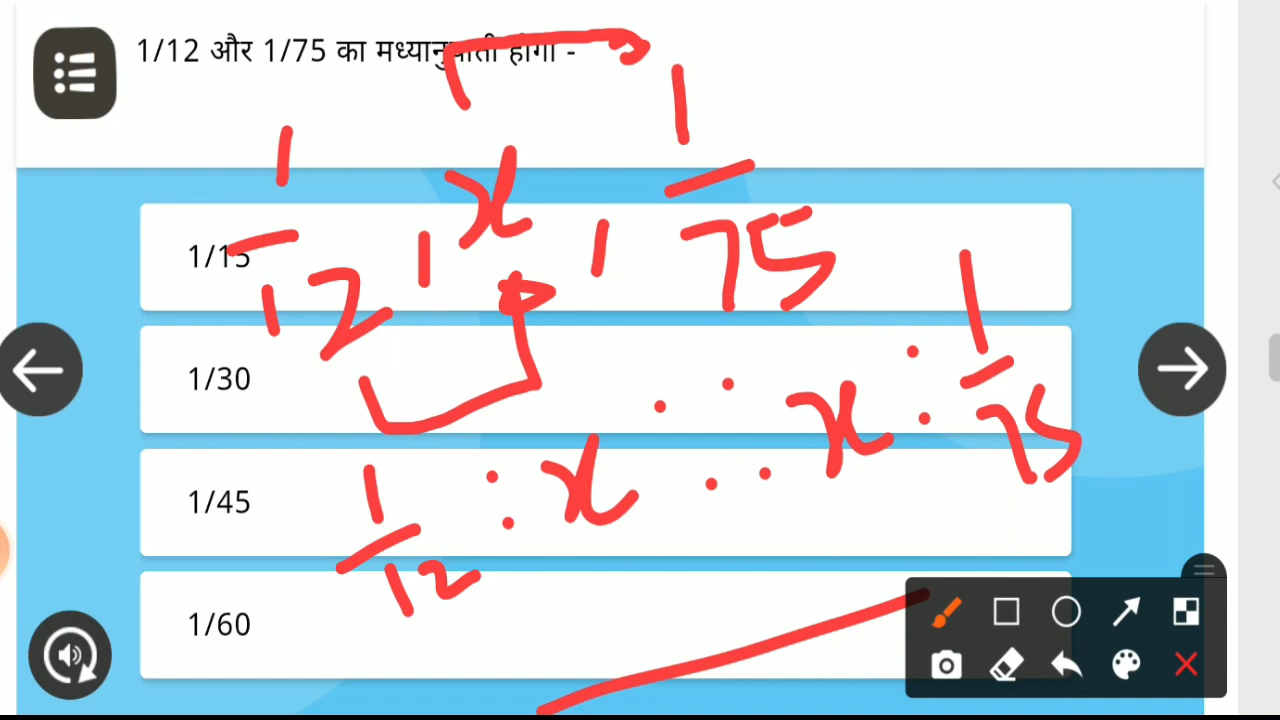 1/12 और 1/75 का मध्यानुपाती होगा -
1/15
1/30
1/45
1/60
1/12 , x , 1/75
1/12 : x :: x : 1/75